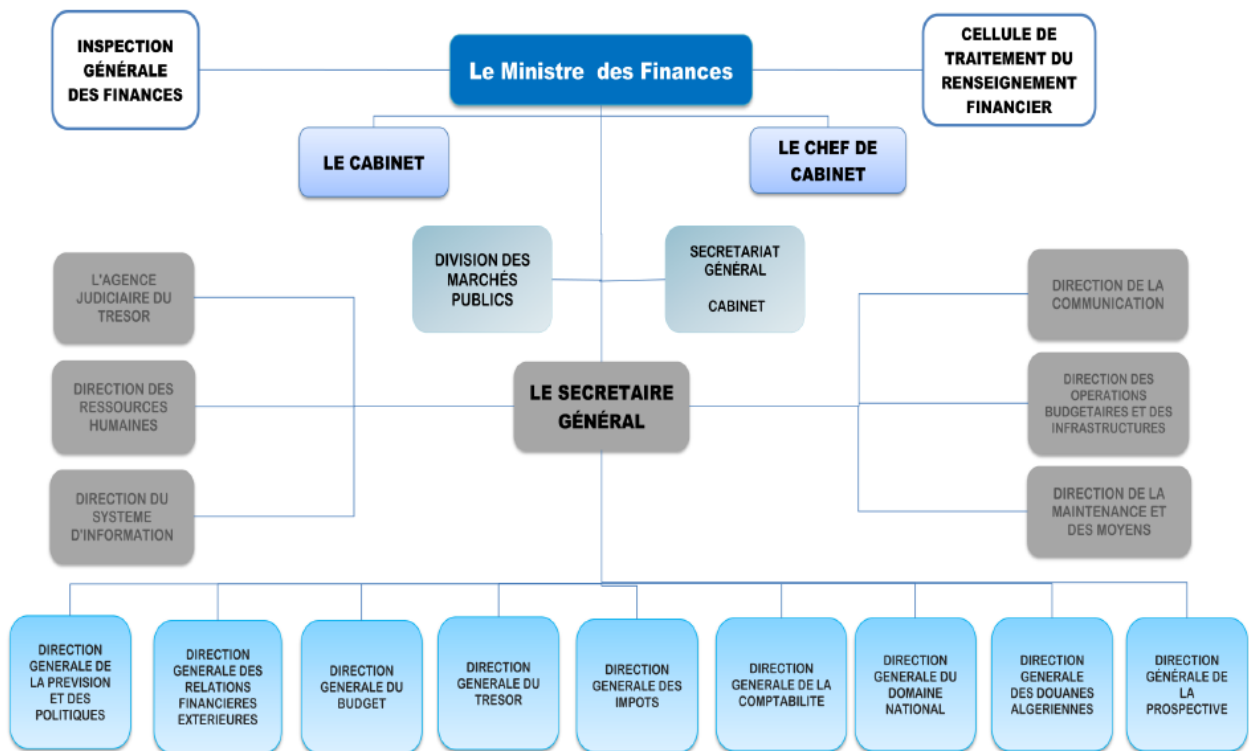 INSPECTION
GÉNÉRALE
DES FINANCES
Le Ministre des Finances
CELLULE DE
TRAITEMENT DU
RENSEIGNEMENT
FINANCIER
LE CABINET
LE CHEF DE
CABINET
DIVISION DES
MARCHÉS
PUBLICS
SECRETARIAT
GÉNÉRAL
CABINET
L'AGENCE
JUDICIAIRE DU
TRESOR
DIRECTION DE LA
COMMUNICATION
DIRECTION DES
RESSOURCES
HUMAINES
LE SECRETAIRE
GÉNÉRAL
DIRECTION DES
OPERATIONS
BUDGETAIRES ET DES
INFRASTRUCTURES
DIRECTION DU
SYSTEME
D'INFORMATION
DIRECTION DE LA
MAINTENANCE ET
DES MOYENS
DIRECTION
GENERALE DE
LA PREVISION
ET DES
POLITIQUES
DIRECTION
GENERALE DES
RELATIONS
FINANCIERES
EXTERIEURES
DIRECTION
GENERALE DU
BUDGET
DIRECTION
GENERALE DU
TRESOR
DIRECTION
GENERALE DES
IMPOTS
DIRECTION
GENERALE DE LA
COMPTABILITE
DIRECTION
GENERALE DU
DOMAINE
NATIONAL
DIRECTION
GENERALE
DES DOUANES
ALGERIENNES
DIRECTION
GÉNÉRALE DE
LA
PROSPECTIVE